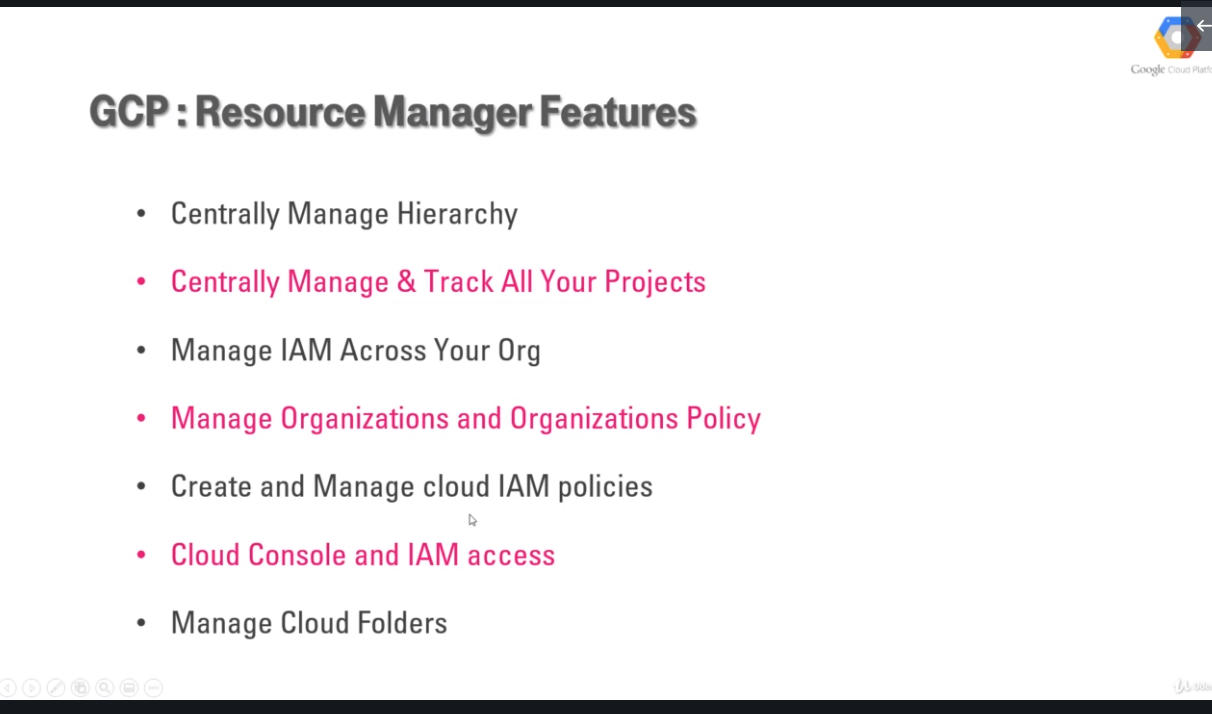 Google Cloud
GCP : Resource Manager Features
• Centrally Manage Hierarchy
• Centrally Manage & Track All Your Projects
• Manage IAM Across Your Org
• Manage Organizations and Organizations Policy
• Create and Manage cloud IAM policies
• Cloud Console and IAM access
• Manage Cloud Folders